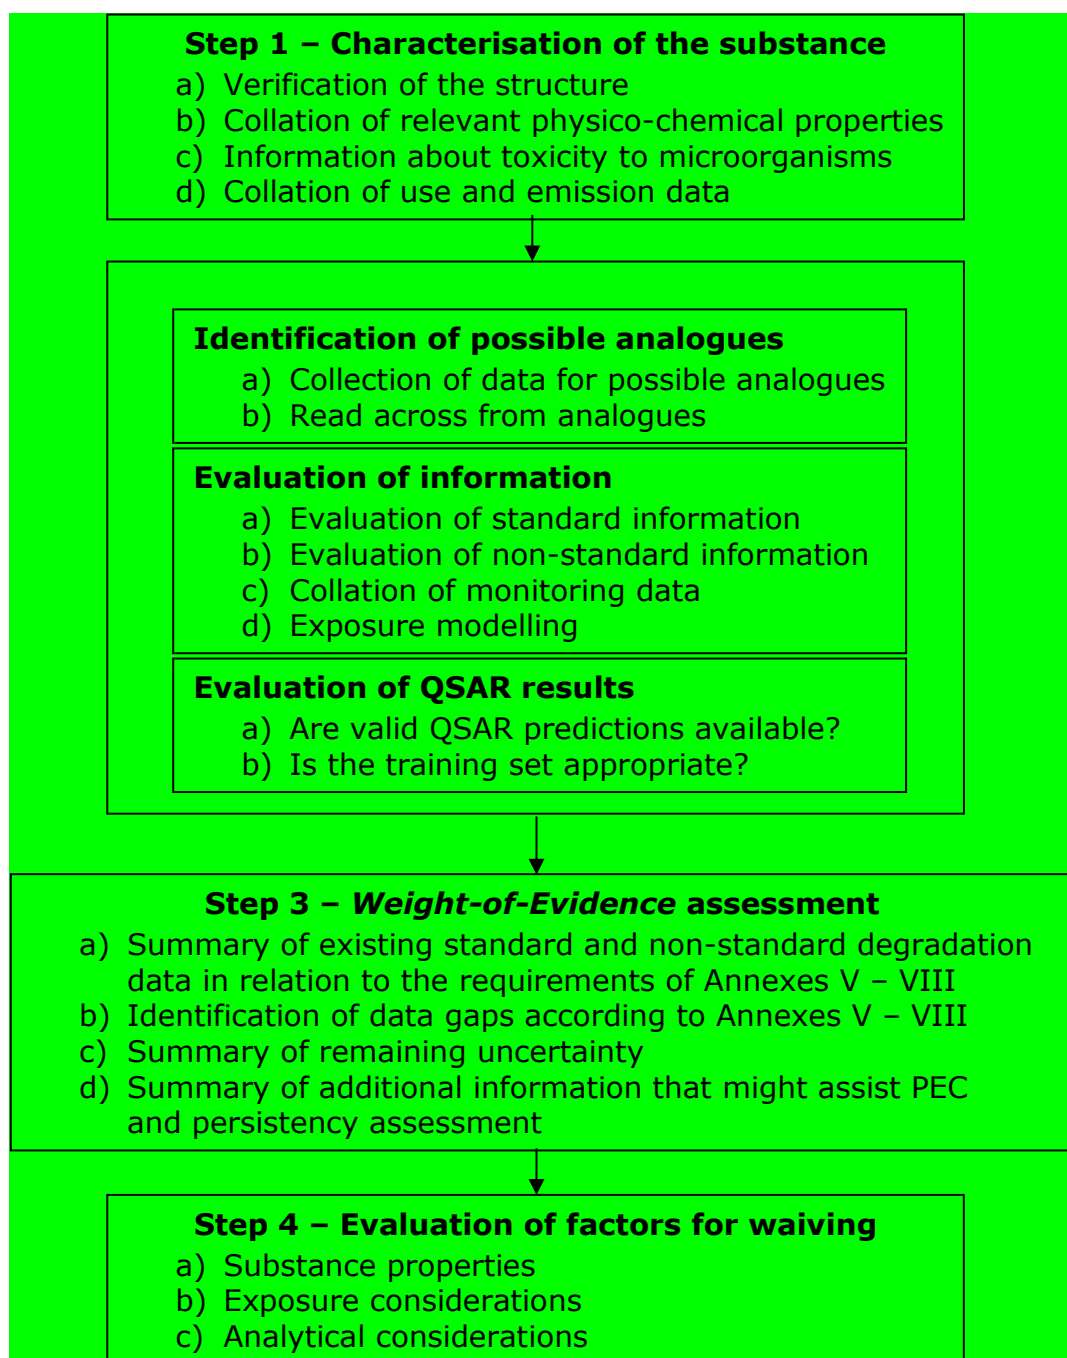 Step 1 – Characterisation of the substance
a) Verification of the structure
b) Collation of relevant physico-chemical properties
c) Information about toxicity to microorganisms
d) Collation of use and emission data
Identification of possible analogues
a) Collection of data for possible analogues
b) Read across from analogues
Evaluation of information
a) Evaluation of standard information
b) Evaluation of non-standard information
c) Collation of monitoring data
d) Exposure modelling
Evaluation of QSAR results
a) Are valid QSAR predictions available?
b) Is the training set appropriate?
Step 3 – Weight-of-Evidence assessment
a) Summary of existing standard and non-standard degradation
data in relation to the requirements of Annexes V – VIII
b) Identification of data gaps according to Annexes V – VIII
c) Summary of remaining uncertainty
d) Summary of additional information that might assist PEC
and persistency assessment
Step 4 – Evaluation of factors for waiving
a) Substance properties
b) Exposure considerations
c) Analytical considerations